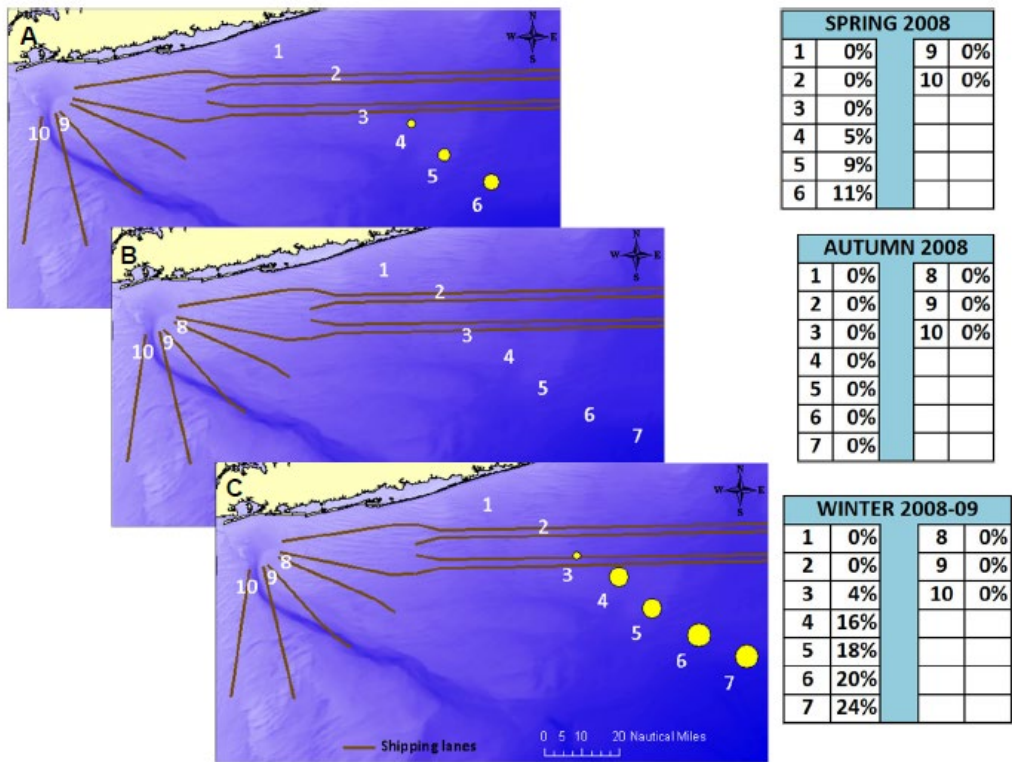 A
N
W E
S
1
2
3
4
5
6
9
10
B
N
W E
S
1
2
3
4
5
6
7
8
9
10
C
N
W E
S
1
2
3
4
5
6
7
8
9
10
Shipping lanes
0 5 10 20 Nautical Miles
SPRING 2008
1 0% 9 0%
2 0% 10 0%
3 0%
4 5%
5 9%
6 11%
AUTUMN 2008
1 0% 8 0%
2 0% 9 0%
3 0% 10 0%
4 0%
5 0%
6 0%
7 0%
WINTER 2008-09
1 0% 8 0%
2 0% 9 0%
3 4% 10 0%
4 16%
5 18%
6 20%
7 24%